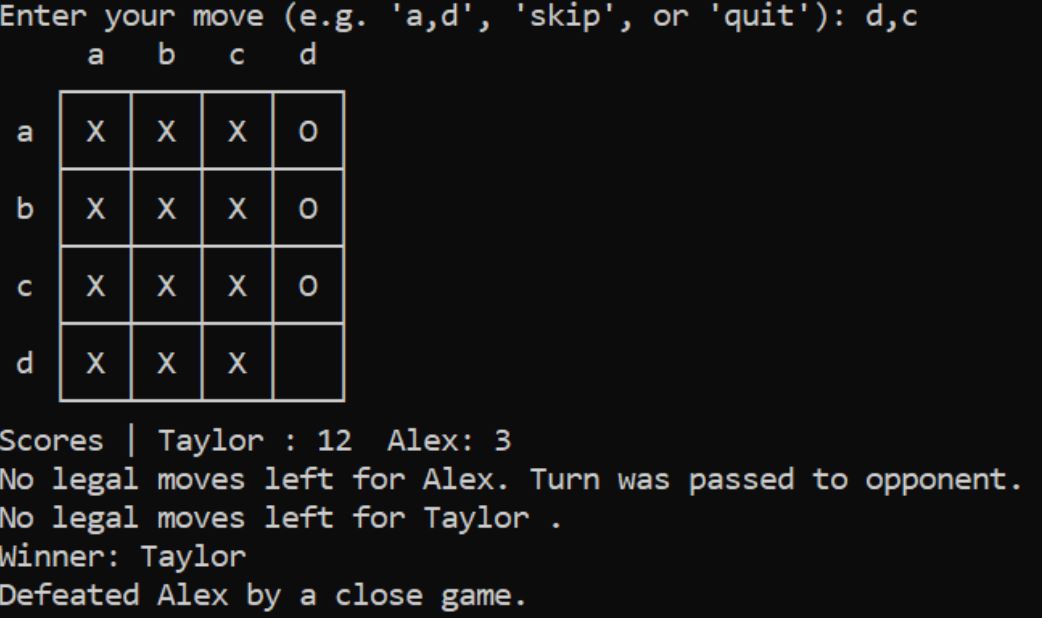 Enter your move (e.g. 'a,d', 'skip', or 'quit'): d,c
a b c d
a X X X O
b X X X O
c X X X O
d X X X
Scores | Taylor : 12  Alex: 3
No legal moves left for Alex. Turn was passed to opponent.
No legal moves left for Taylor .
Winner: Taylor
Defeated Alex by a close game.